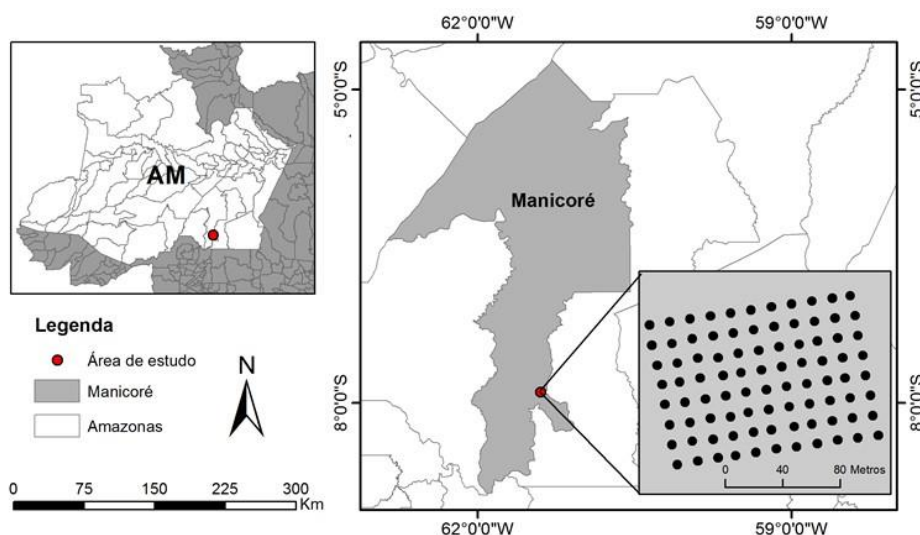 62°0'0"W 59°0'0"W
AM
5°0'0"S 5°0'0"S
Manicoré
Legenda
Área de estudo
N
Manicoré
Amazonas
8°0'0"S 8°0'0"S
0 40 80 Metros
0 75 150 225 300
Km
62°0'0"W 59°0'0"W